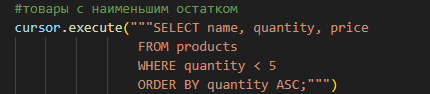 #товары с наименьшим остатком
cursor.execute("""SELECT name, quantity, price
FROM products
WHERE quantity < 5
ORDER BY quantity ASC;""")